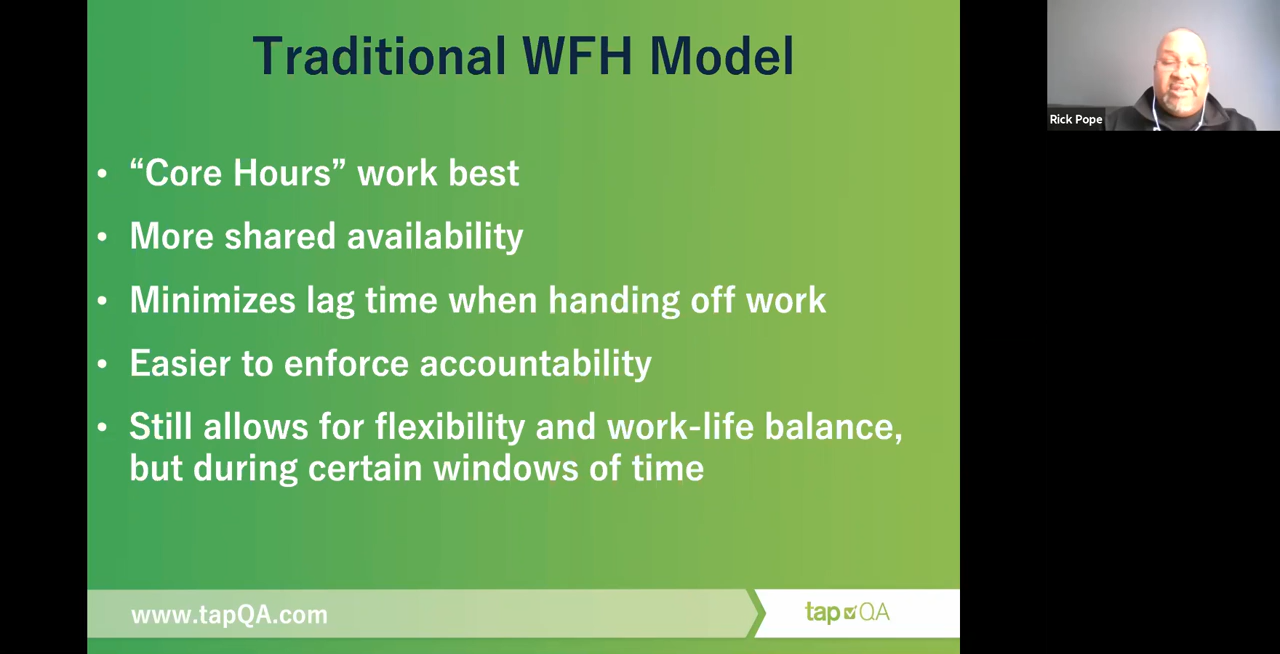 Traditional WFH Model
• “Core Hours” work best
• More shared availability
• Minimizes lag time when handing off work
• Easier to enforce accountability
• Still allows for flexibility and work-life balance,
but during certain windows of time
www.tapQA.com
tap QA
Rick Pope